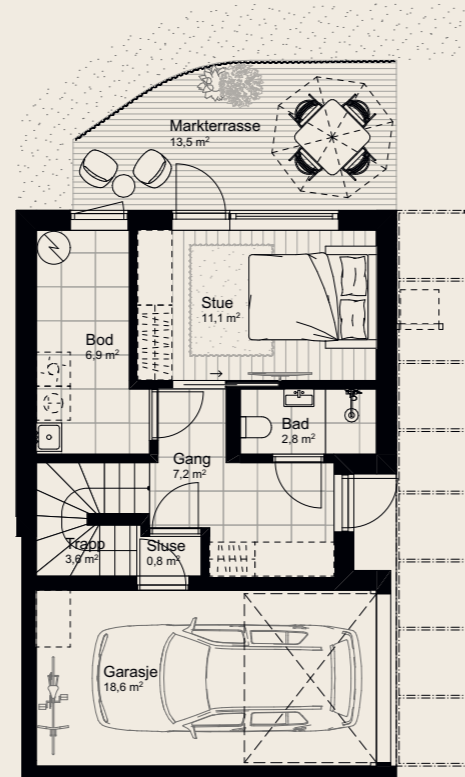 Markterrasse
13,5 m²
Stue
11,1 m²
Bod
6,9 m²
Bad
2,8 m²
Gang
7,2 m²
Trapp
3,6 m²
Sluse
0,8 m²
Garasje
18,6 m²